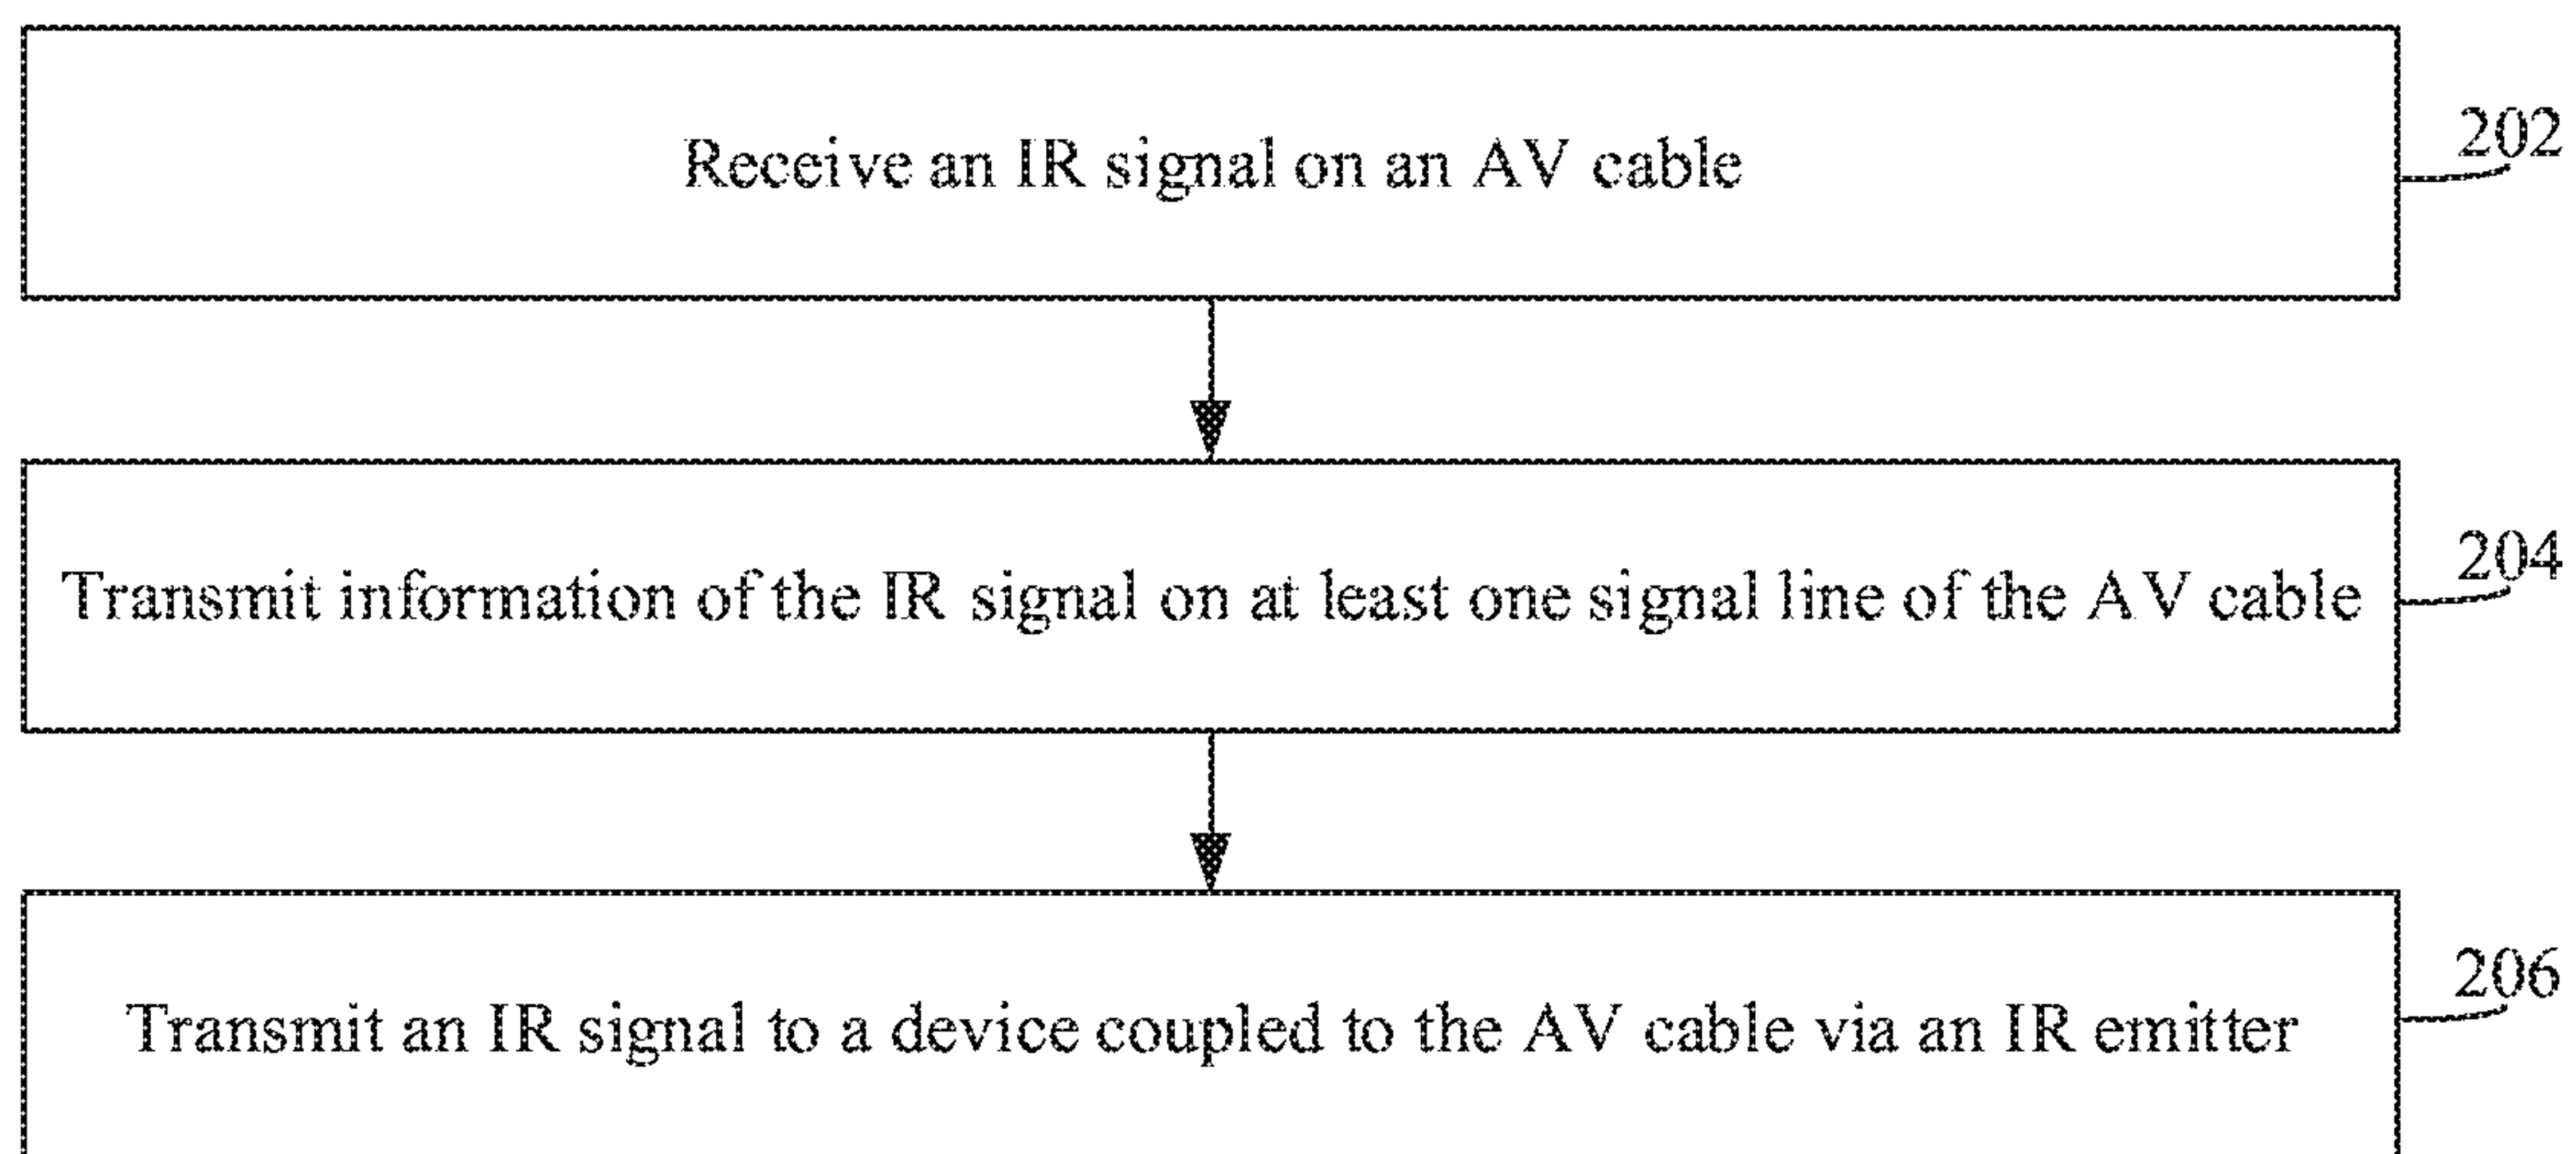 Receive an IR signal on an AV cable
202
Transmit information of the IR signal on at least one signal line of the AV cable
204
Transmit an IR signal to a device coupled to the AV cable via an IR emitter
206